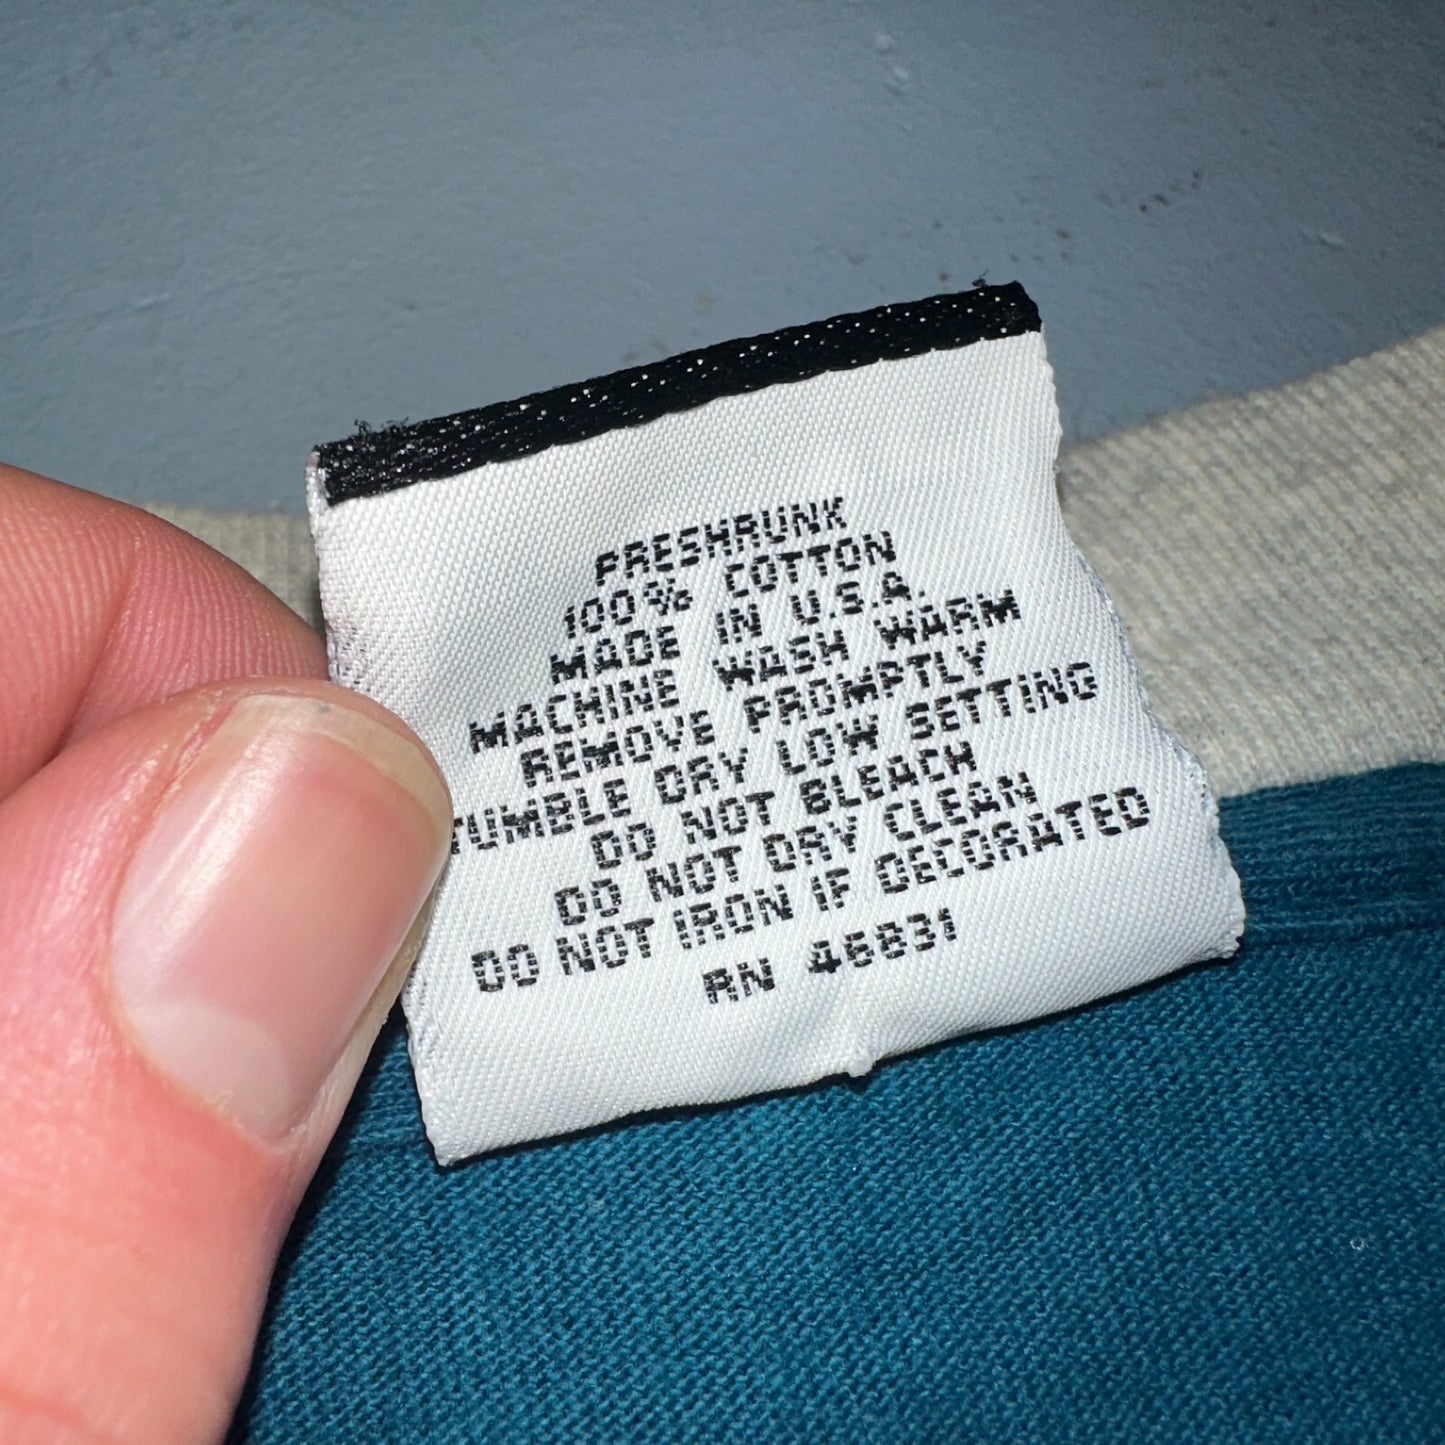 PRESHRUNK
100% COTTON
MADE IN U.S.A.
MACHINE WASH WARM
REMOVE PROMPTLY
TUMBLE DRY LOW SETTING
DO NOT BLEACH
DO NOT DRY CLEAN
DO NOT IRON IF DECORATED
RN 46831